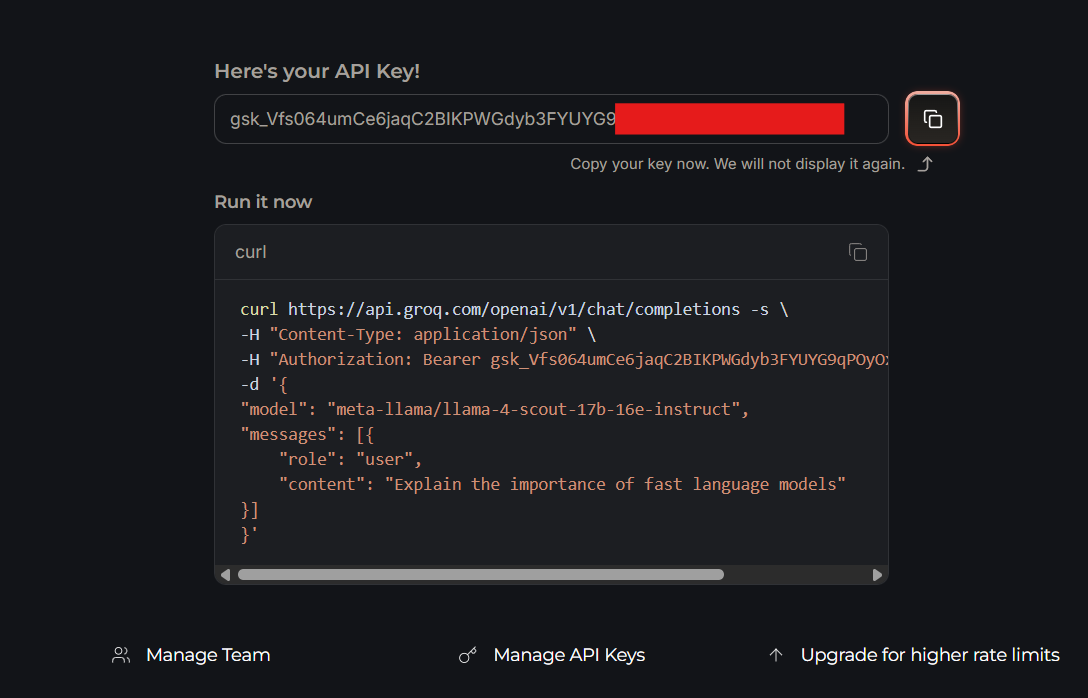 Here's your API Key!
gsk_Vfs064umCe6jaqC2BIKPWGdyb3FYUYG9
Copy your key now. We will not display it again.
Run it now
curl
curl https://api.groq.com/openai/v1/chat/completions -s \
-H "Content-Type: application/json" \
-H "Authorization: Bearer gsk_Vfs064umCe6jaqC2BIKPWGdyb3FYUYG9qPOyO
-d '{
"model": "meta-llama/llama-4-scout-17b-16e-instruct",
"messages": [{
    "role": "user",
    "content": "Explain the importance of fast language models"
}]
}'
Manage Team
Manage API Keys
Upgrade for higher rate limits